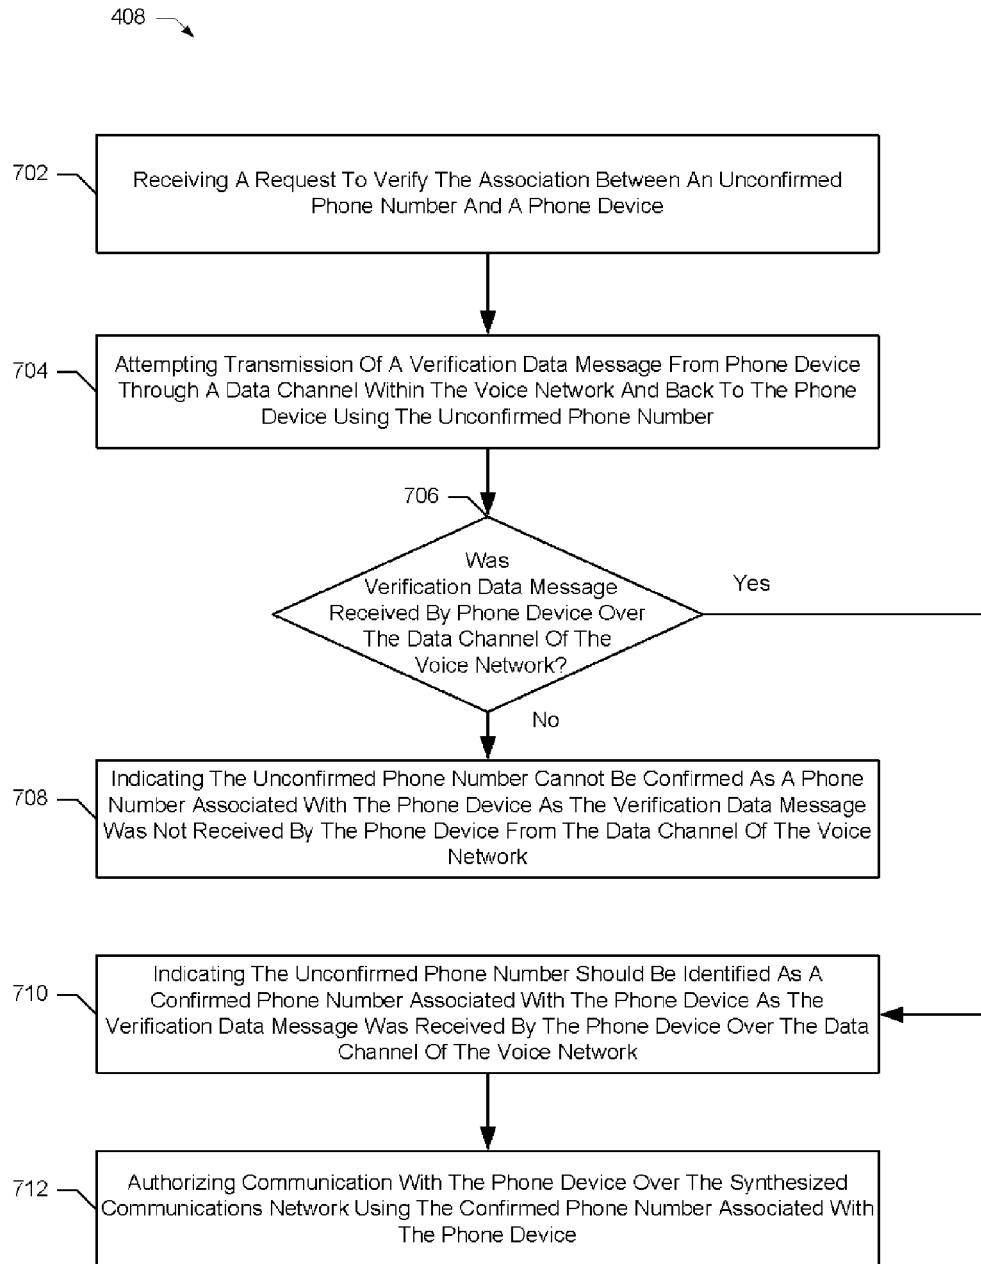 408
702
Receiving A Request To Verify The Association Between An Unconfirmed
Phone Number And A Phone Device
704
Attempting Transmission Of A Verification Data Message From Phone Device
Through A Data Channel Within The Voice Network And Back To The Phone
Device Using The Unconfirmed Phone Number
706
Was
Verification Data Message
Received By Phone Device Over
The Data Channel Of The
Voice Network?
Yes
No
708
Indicating The Unconfirmed Phone Number Cannot Be Confirmed As A Phone
Number Associated With The Phone Device As The Verification Data Message
Was Not Received By The Phone Device From The Data Channel Of The Voice
Network
710
Indicating The Unconfirmed Phone Number Should Be Identified As A
Confirmed Phone Number Associated With The Phone Device As The
Verification Data Message Was Received By The Phone Device Over The Data
Channel Of The Voice Network
712
Authorizing Communication With The Phone Device Over The Synthesized
Communications Network Using The Confirmed Phone Number Associated With
The Phone Device